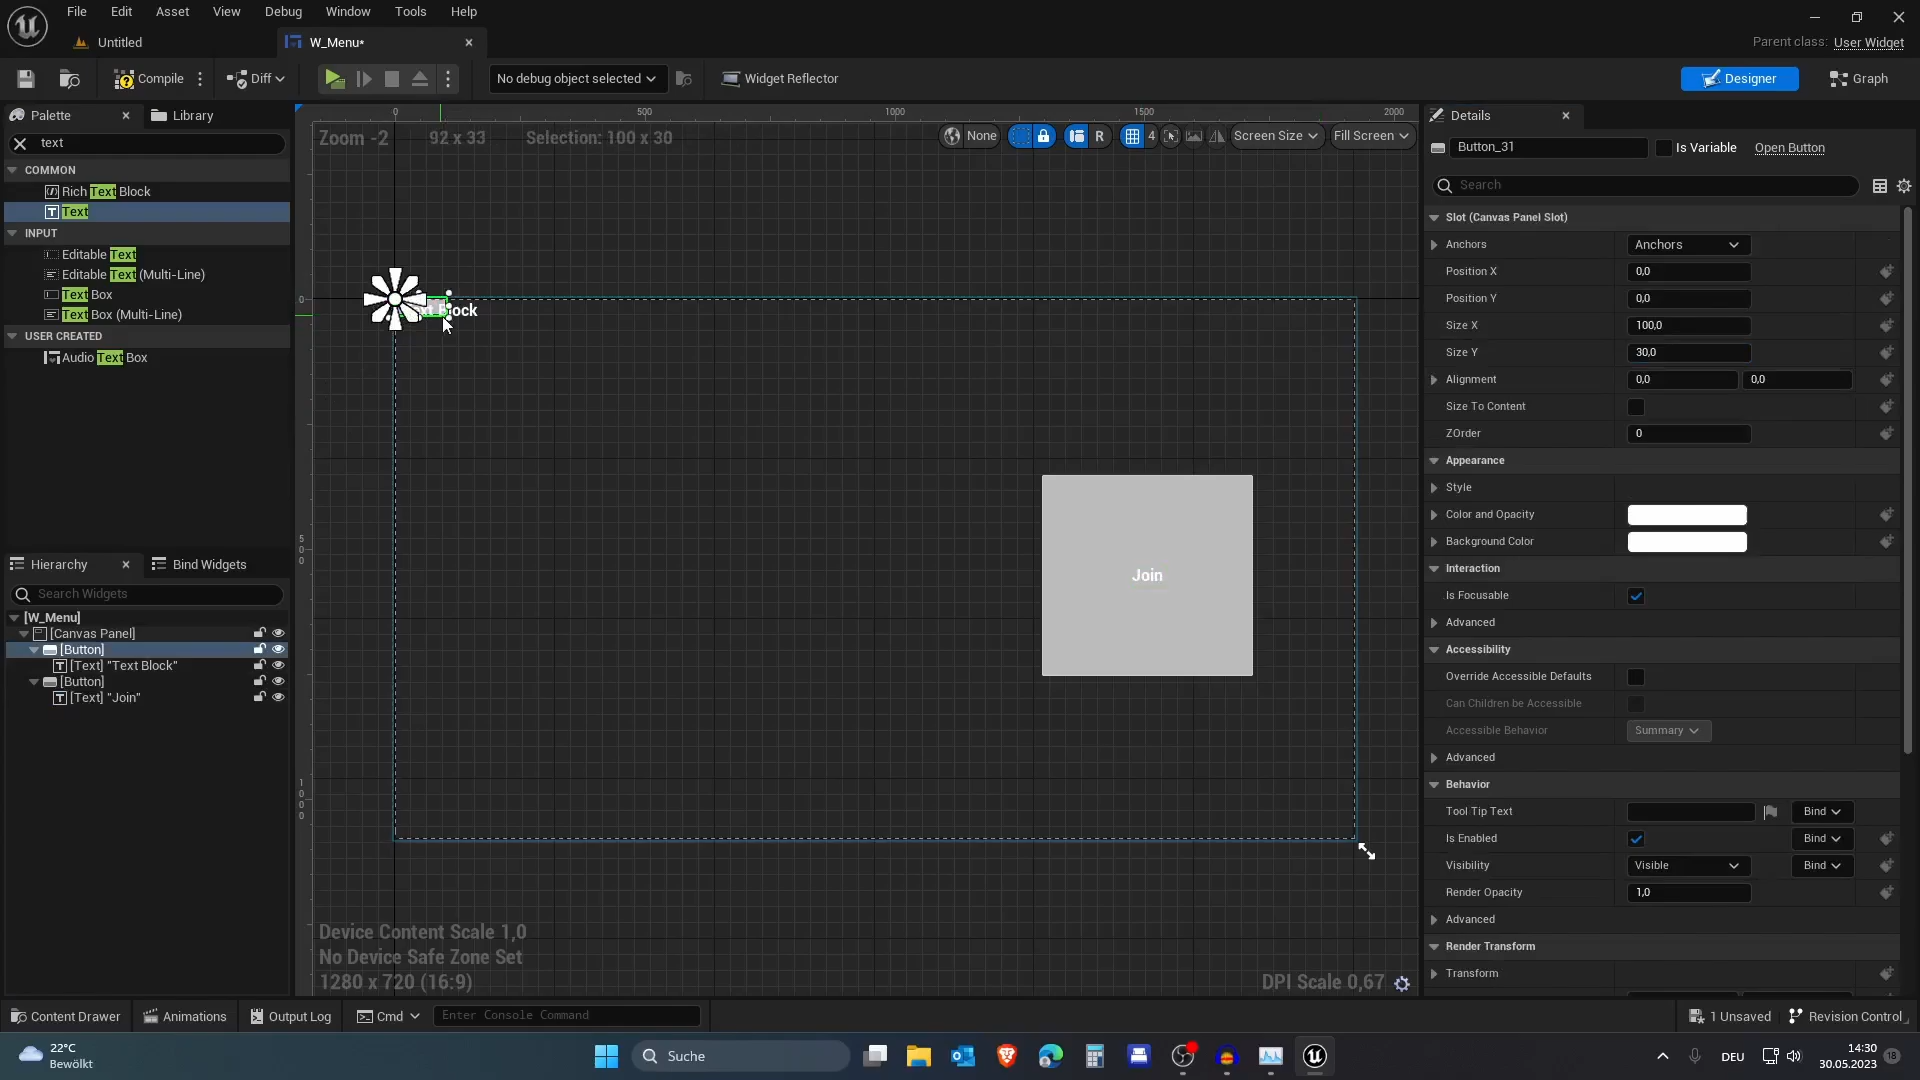 File Edit Asset View Debug Window Tools Help
Untitled W_Menu*
Parent class: User Widget
Compile Diff No debug object selected Widget Reflector Designer Graph
Palette Library
text
COMMON
Rich Text Block
Text
INPUT
Editable Text
Editable Text (Multi-Line)
Text Box
Text Box (Multi-Line)
USER CREATED
Audio Text Box
Hierarchy Bind Widgets
Search Widgets
[W_Menu]
[Canvas Panel]
[Button]
[Text] "Text Block"
[Button]
[Text] "Join"
0 500 1000 1500 2000
Zoom -2 92 x 33 Selection: 100 x 30
None R 4 Screen Size Fill Screen
0
500
1000
Block
Join
Device Content Scale 1,0
No Device Safe Zone Set
1280 x 720 (16:9)
DPI Scale 0,67
Details
Button_31 Is Variable Open Button
Search
Slot (Canvas Panel Slot)
Anchors Anchors
Position X 0,0
Position Y 0,0
Size X 100,0
Size Y 30,0
Alignment 0,0 0,0
Size To Content
ZOrder 0
Appearance
Style
Color and Opacity
Background Color
Interaction
Is Focusable
Advanced
Accessibility
Override Accessible Defaults
Can Children be Accessible
Accessible Behavior Summary
Advanced
Behavior
Tool Tip Text Bind
Is Enabled Bind
Visibility Visible Bind
Render Opacity 1,0
Advanced
Render Transform
Transform
Content Drawer Animations Output Log Cmd Enter Console Command 1 Unsaved Revision Control
22°C
Bewölkt
Suche
DEU
14:30
30.05.2023
18